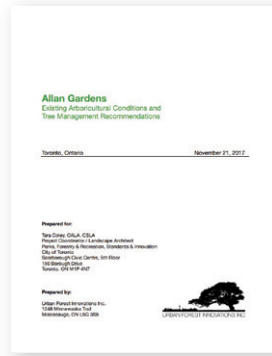 Allan Gardens
Existing Arboricultural Conditions and
Tree Management Recommendations
Toronto, Ontario
November 21, 2017
Prepared for:
Tara Coley, OALA, CSLA
Project Coordinator / Landscape Architect
Parks, Forestry & Recreation, Standards & Innovation
City of Toronto
Scarborough Civic Centre, 5th Floor
150 Borough Drive
Toronto, ON M1P 4N7
Prepared by:
Urban Forest Innovations Inc.
1248 Minnewaska Trail
Mississauga, ON L5G 3S5
URBAN FOREST INNOVATIONS INC